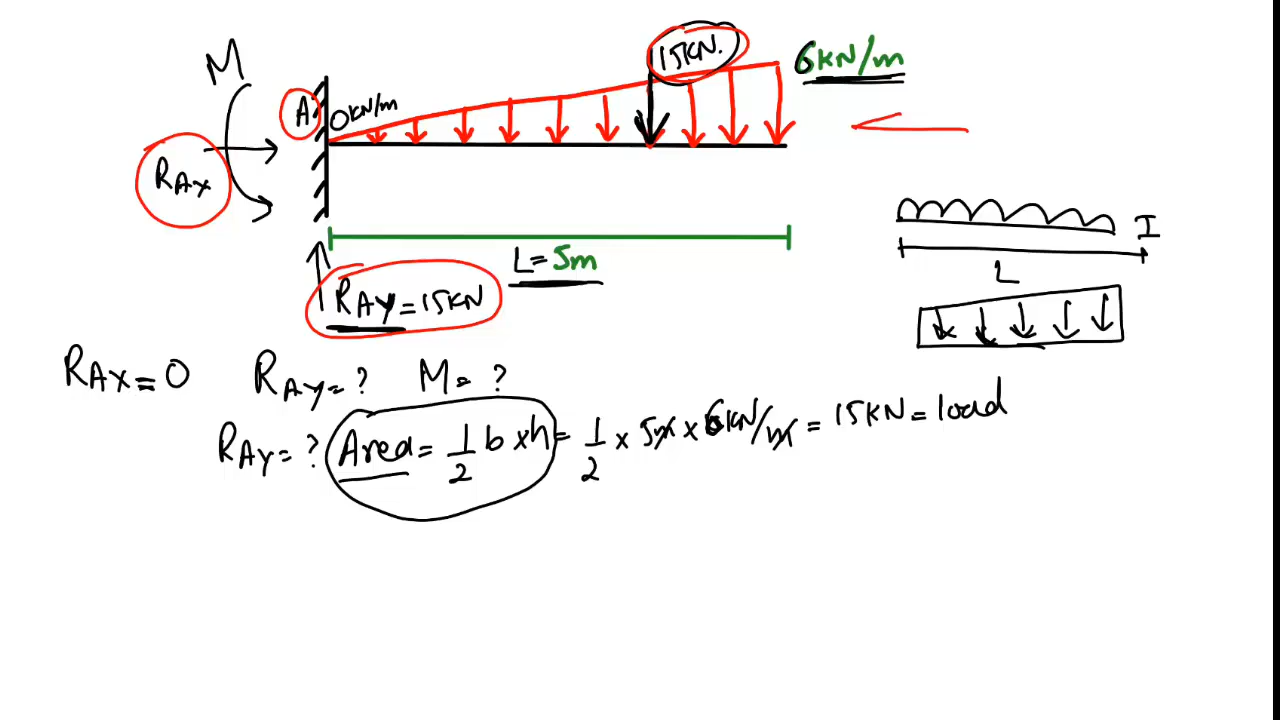 M
A
0KN/m
15KN.
6KN/m
RAX
L=5m
RAY=15KN
I
L
RAX=0 RAY=? M=?
RAY=? Area=1/2 b×h=1/2×5m×6KN/m=15KN=load